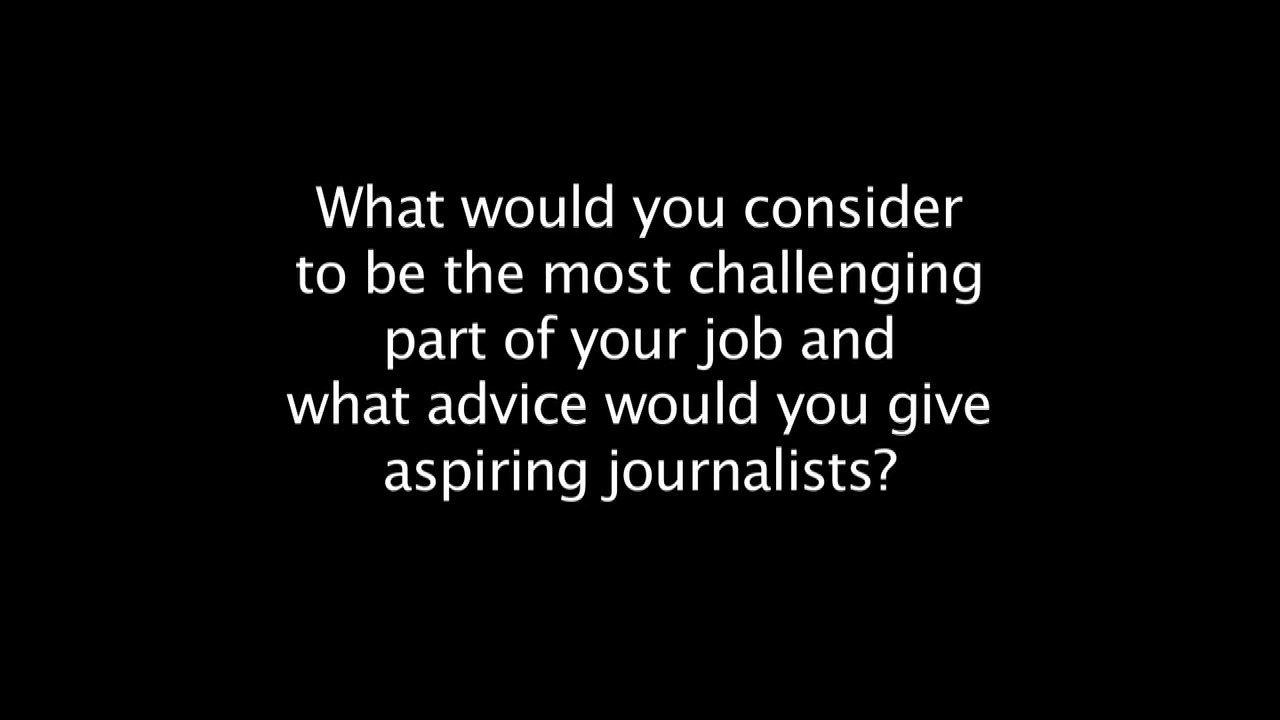 What would you consider
to be the most challenging
part of your job and
what advice would you give
aspiring journalists?